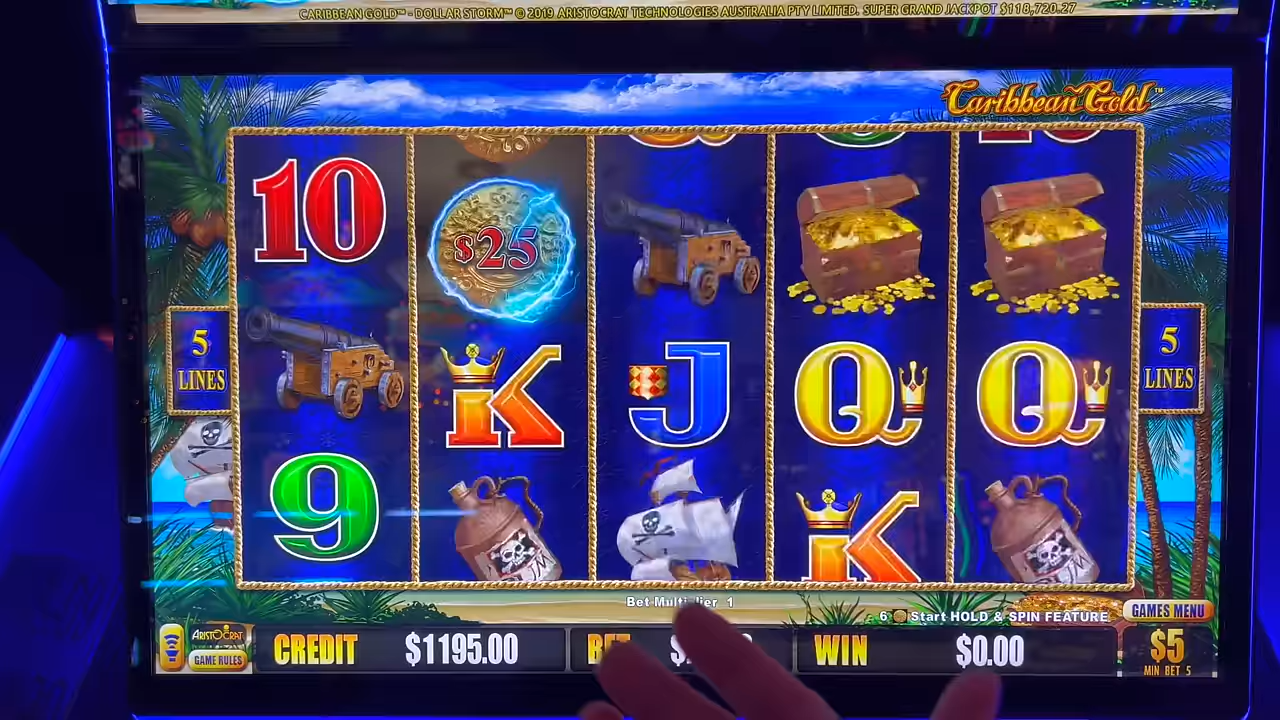 CARIBBEAN GOLD™ - DOLLAR STORM™ © 2019 ARISTOCRAT TECHNOLOGIES AUSTRALIA PTY LIMITED. SUPER GRAND JACKPOT $118,720.27
Caribbean Gold™
10
$25
5
LINES
5
LINES
K
J
Q
Q
9
K
Bet Multiplier 1
6 Start HOLD & SPIN FEATURE
GAMES MENU
ARISTOCRAT
GAME RULES
CREDIT
$1195.00
BET
WIN
$0.00
$5
MIN BET 5